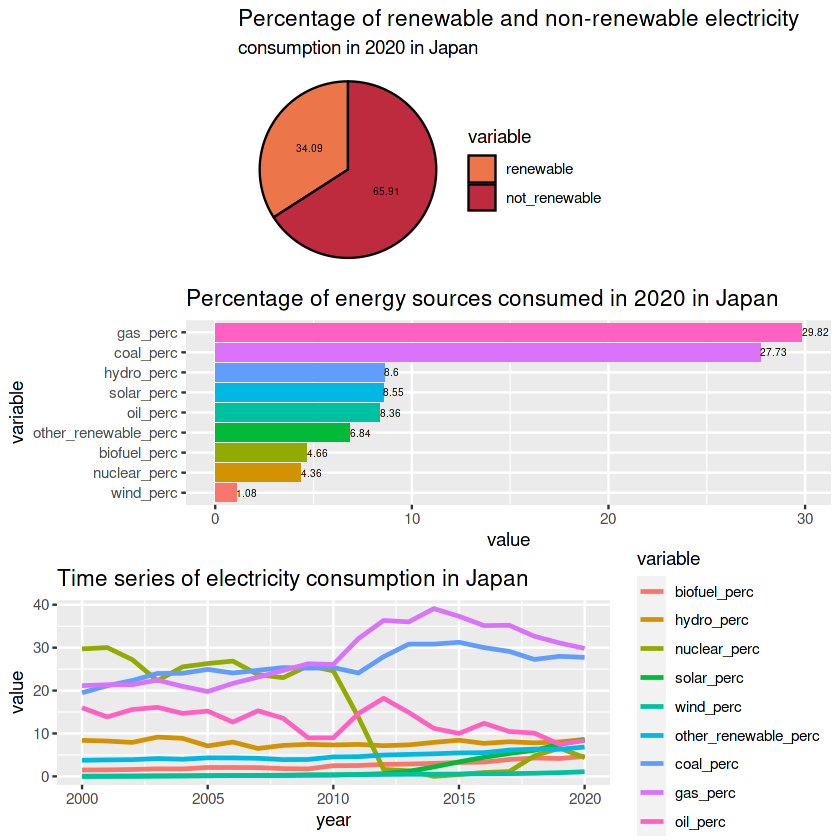 Percentage of renewable and non-renewable electricity
consumption in 2020 in Japan
34.09
65.91
variable
renewable
not_renewable
Percentage of energy sources consumed in 2020 in Japan
variable
gas_perc
29.82
coal_perc
27.73
hydro_perc
8.6
solar_perc
8.55
oil_perc
8.36
other_renewable_perc
6.84
biofuel_perc
4.66
nuclear_perc
4.36
wind_perc
1.08
0 10 20 30
value
Time series of electricity consumption in Japan
value
40
30
20
10
0
2000 2005 2010 2015 2020
year
variable
biofuel_perc
hydro_perc
nuclear_perc
solar_perc
wind_perc
other_renewable_perc
coal_perc
gas_perc
oil_perc